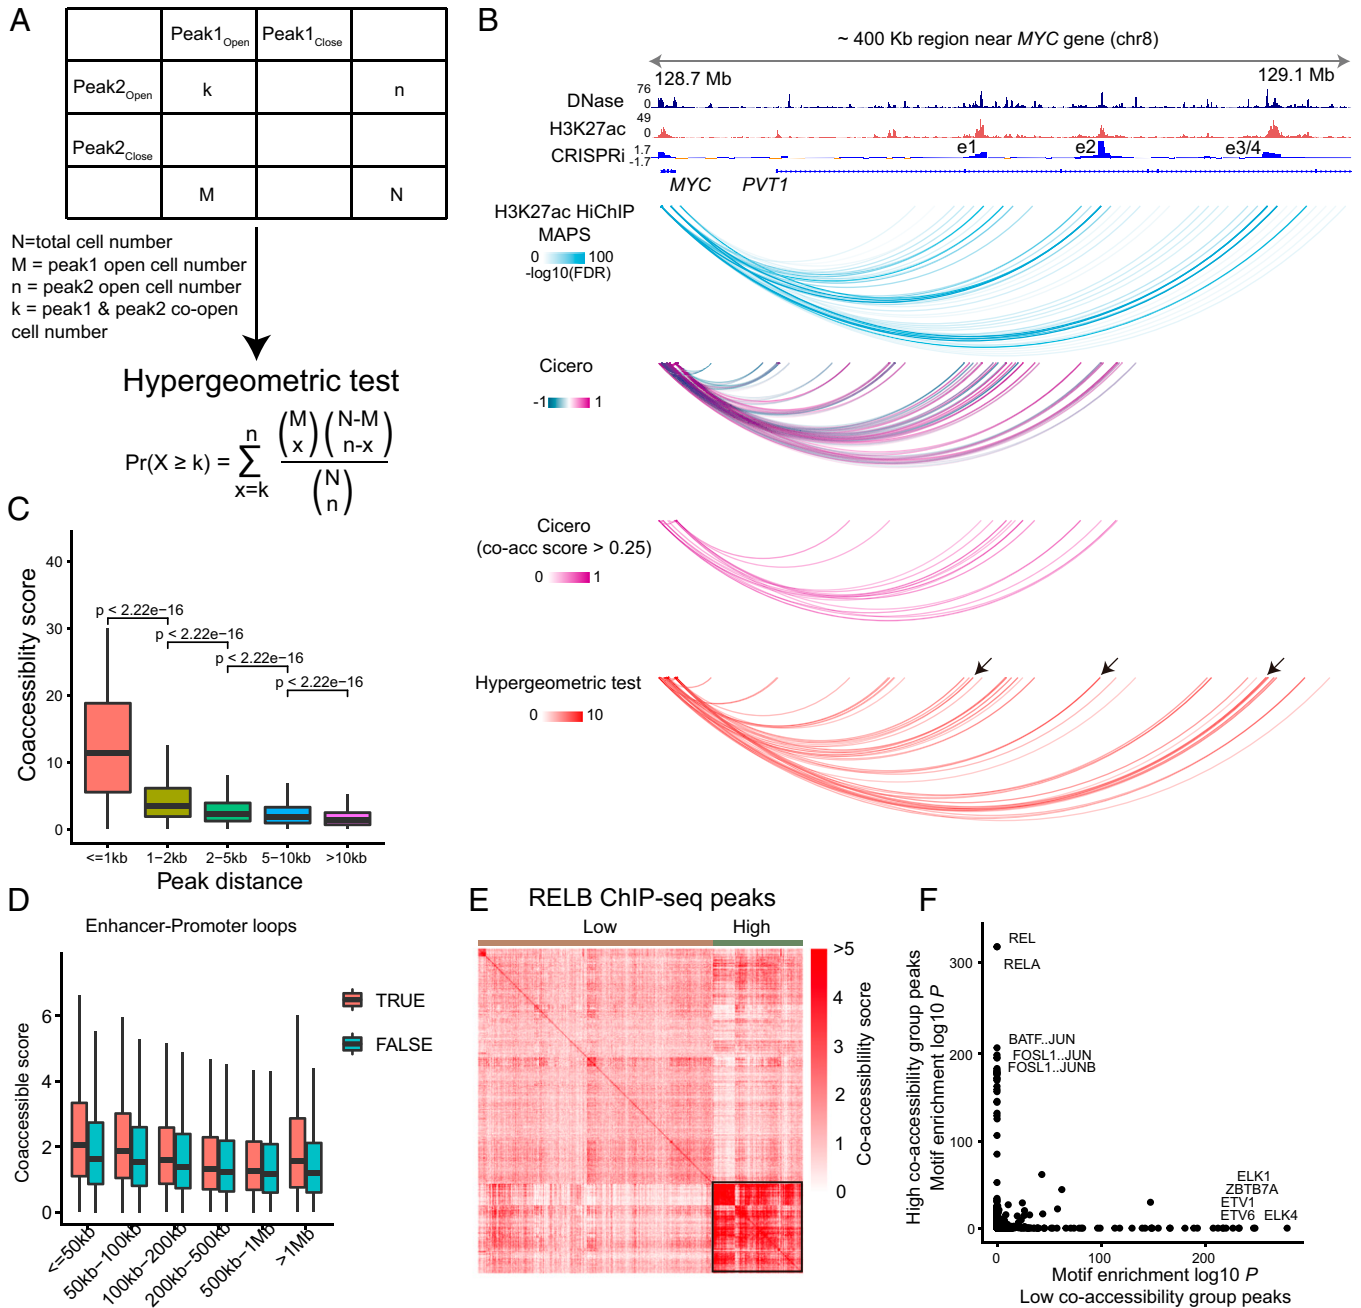 A
Peak1Open Peak1Close
Peak2Open k n
Peak2Close
M N
N=total cell number
M = peak1 open cell number
n = peak2 open cell number
k = peak1 & peak2 co-open
cell number
Hypergeometric test
Pr(X ≥ k) = n ∑ x=k (M x) (N-M n-x) (N n)
B
~ 400 Kb region near MYC gene (chr8)
128.7 Mb 129.1 Mb
DNase 76 0
H3K27ac 49 0
CRISPRi 1.7 -1.7 e1 e2 e3/4
MYC PVT1
H3K27ac HiChIP
MAPS
0 100
-log10(FDR)
Cicero
-1 1
Cicero
(co-acc score > 0.25)
0 1
Hypergeometric test
0 10
C
Coaccessiblity score
40
30
20
10
0
p < 2.22e−16
p < 2.22e−16
p < 2.22e−16
p < 2.22e−16
<=1kb 1−2kb 2−5kb 5−10kb >10kb
Peak distance
D
Enhancer-Promoter loops
Coaccessible score
6
4
2
0
TRUE
FALSE
<=50kb 50kb−100kb 100kb−200kb 200kb−500kb 500kb−1Mb >1Mb
E
RELB ChIP-seq peaks
Low High
>5
4
3
2
1
0
Co-accessiblility socre
F
High co-accessibility group peaks
Motif enrichment log10 P
300
200
100
0
REL
RELA
BATF..JUN
FOSL1..JUN
FOSL1..JUNB
ELK1
ZBTB7A
ETV1
ETV6 ELK4
0 100 200
Motif enrichment log10 P
Low co-accessibility group peaks